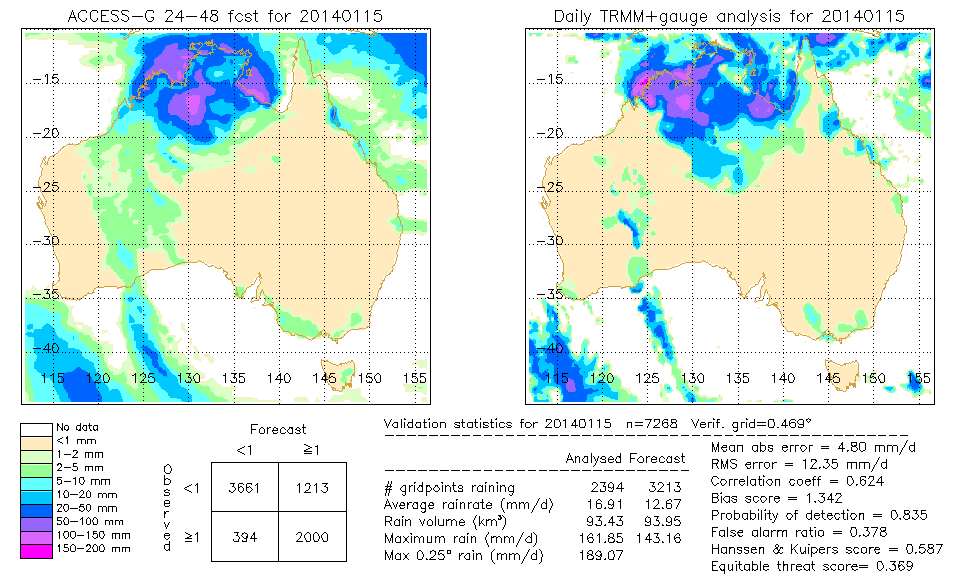 ACCESS-G 24-48 fcst for 20140115
Daily TRMM+gauge analysis for 20140115
-15
-20
-25
-30
-35
-40
115 120 125 130 135 140 145 150 155
-15
-20
-25
-30
-35
-40
115 120 125 130 135 140 145 150 155
No data
<1 mm
1-2 mm
2-5 mm
5-10 mm
10-20 mm
20-50 mm
50-100 mm
100-150 mm
150-200 mm
Observed
Forecast
<1 ≥1
<1 3661 1213
≥1 394 2000
Validation statistics for 20140115 n=7268 Verif. grid=0.469°
Analysed Forecast
# gridpoints raining 2394 3213
Average rainrate (mm/d) 16.91 12.67
Rain volume (km³) 93.43 93.95
Maximum rain (mm/d) 161.85 143.16
Max 0.25° rain (mm/d) 189.07
Mean abs error = 4.80 mm/d
RMS error = 12.35 mm/d
Correlation coeff = 0.624
Bias score = 1.342
Probability of detection = 0.835
False alarm ratio = 0.378
Hanssen & Kuipers score = 0.587
Equitable threat score= 0.369